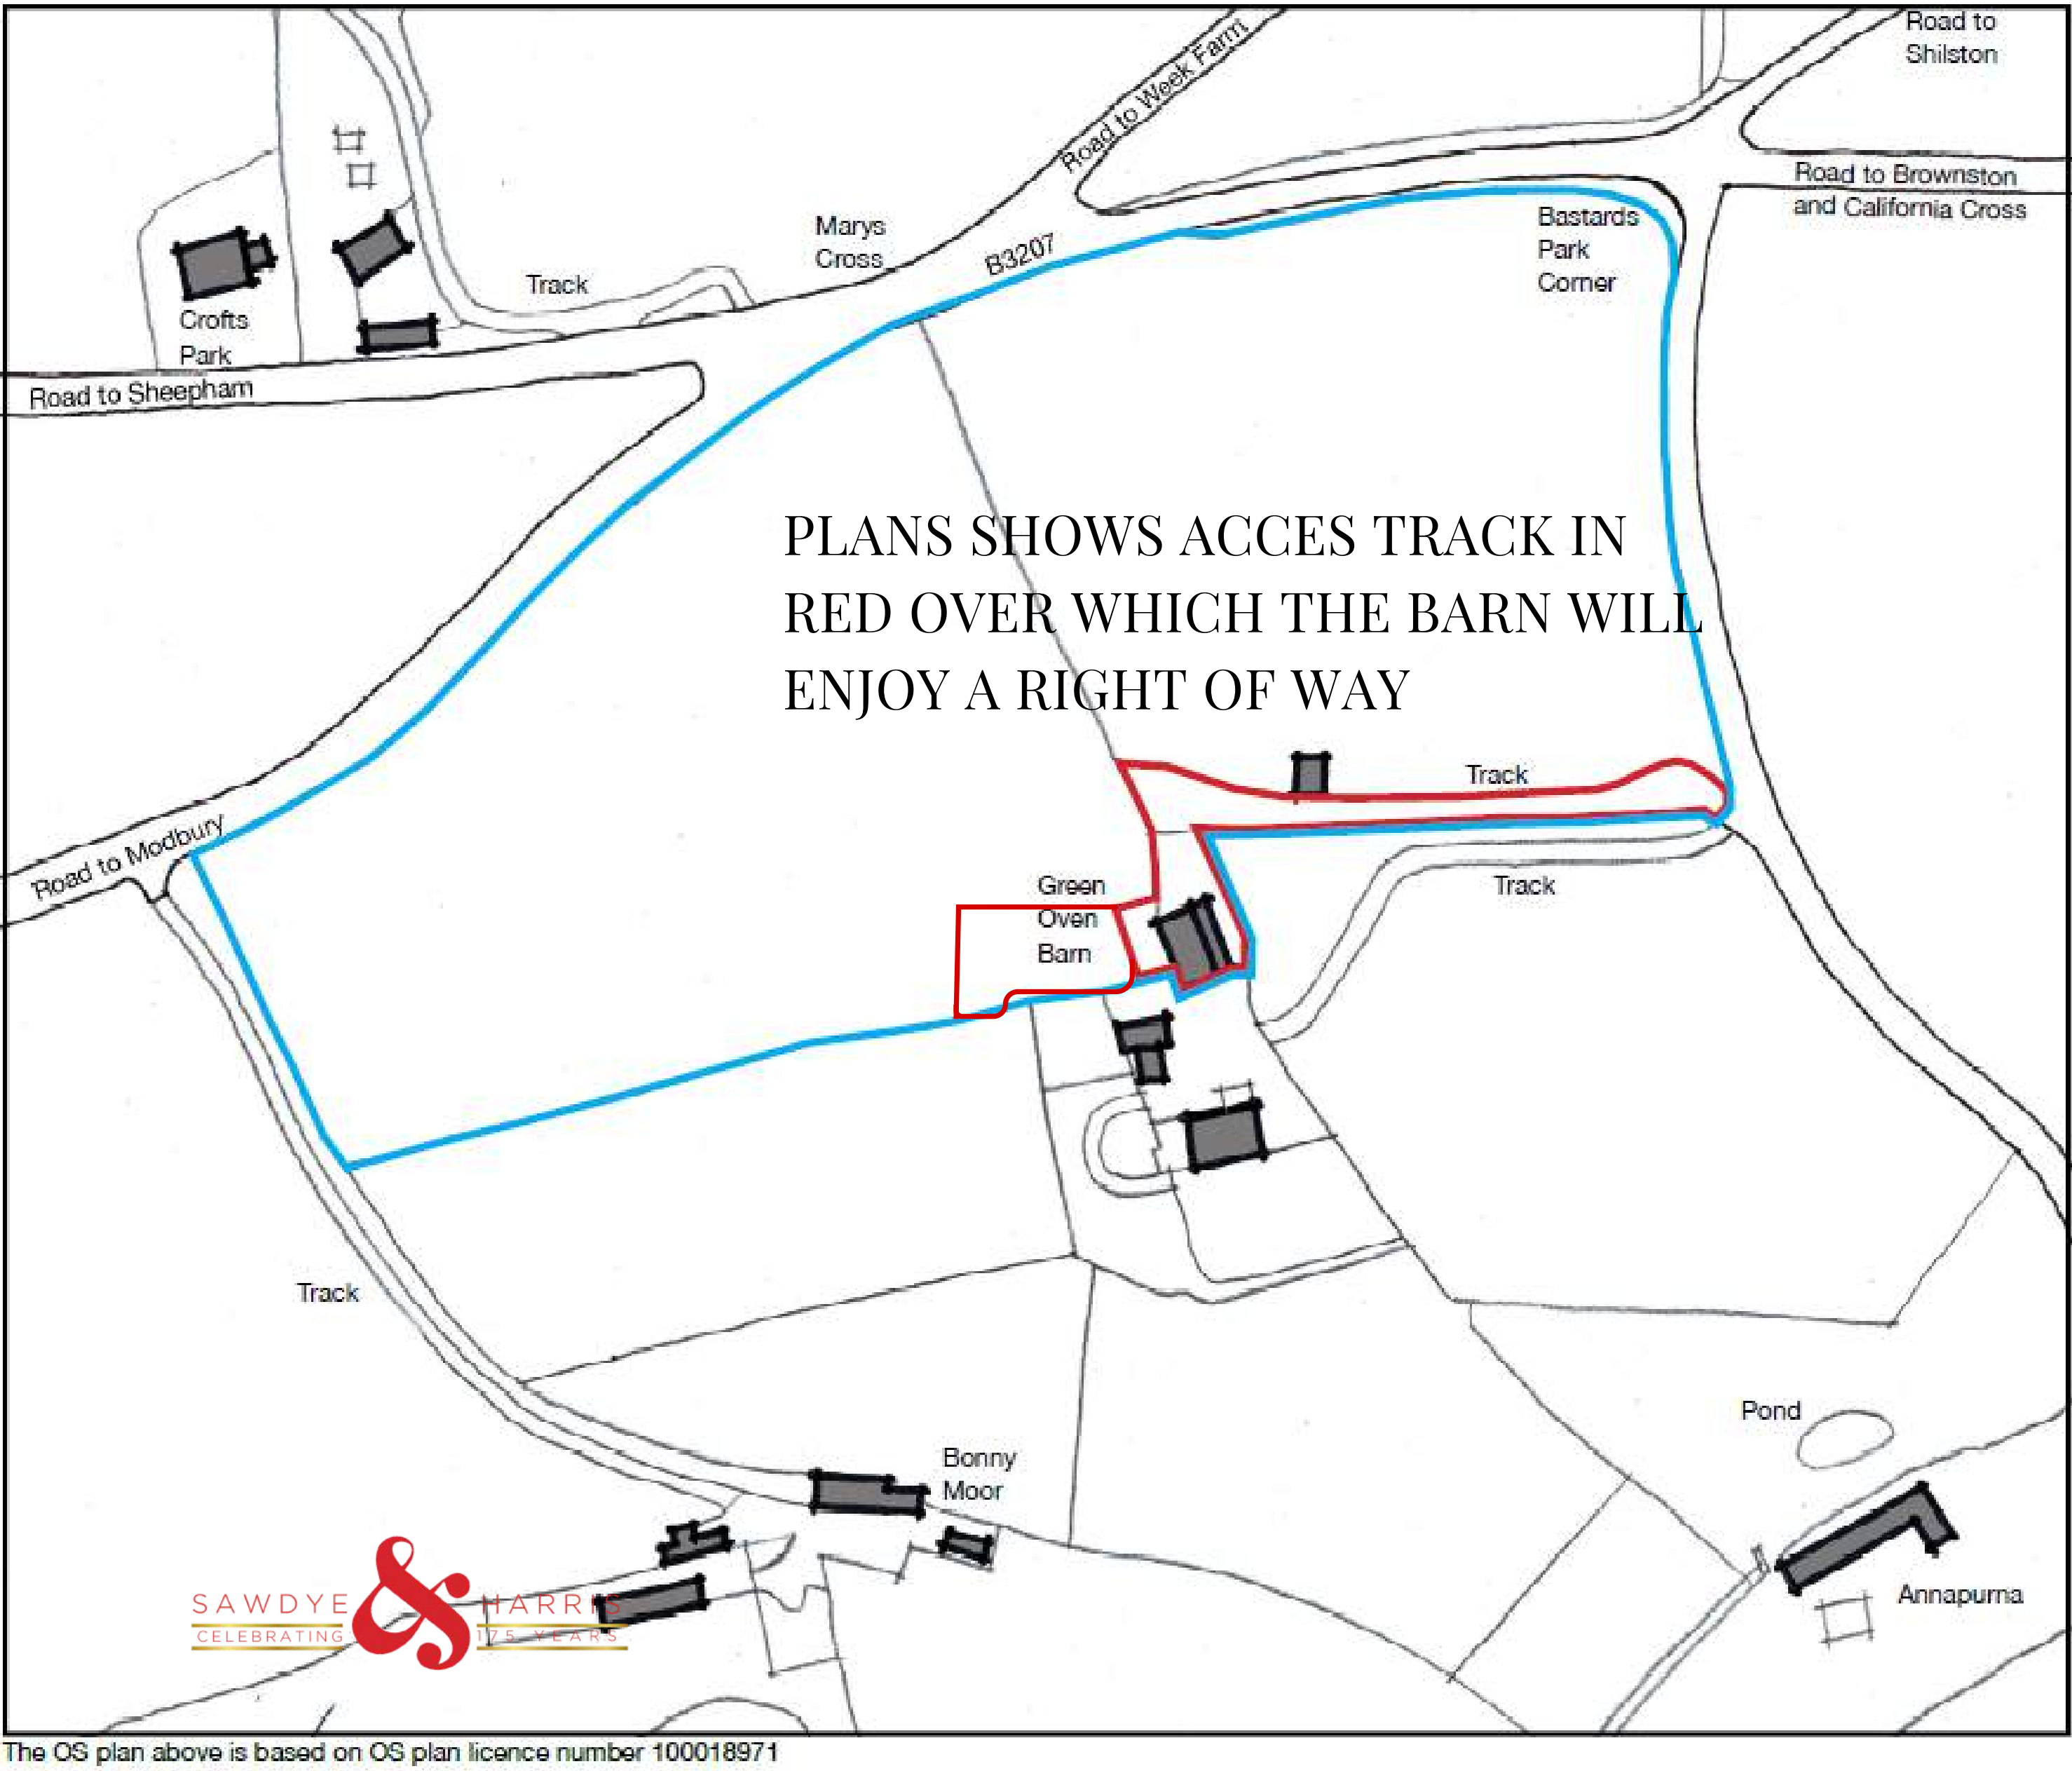 Road to
Shilston
Road to Week Farm
Road to Brownston
and California Cross
Marys
Cross
B3207
Bastards
Park
Corner
Track
Crofts
Park
Road to Sheepham
PLANS SHOWS ACCES TRACK IN
RED OVER WHICH THE BARN WILL
ENJOY A RIGHT OF WAY
Track
Road to Modbury
Green
Oven
Barn
Track
Track
Pond
Bonny
Moor
Annapurna
SAWDYE & HARRIS
CELEBRATING 175 YEARS
The OS plan above is based on OS plan licence number 100018971